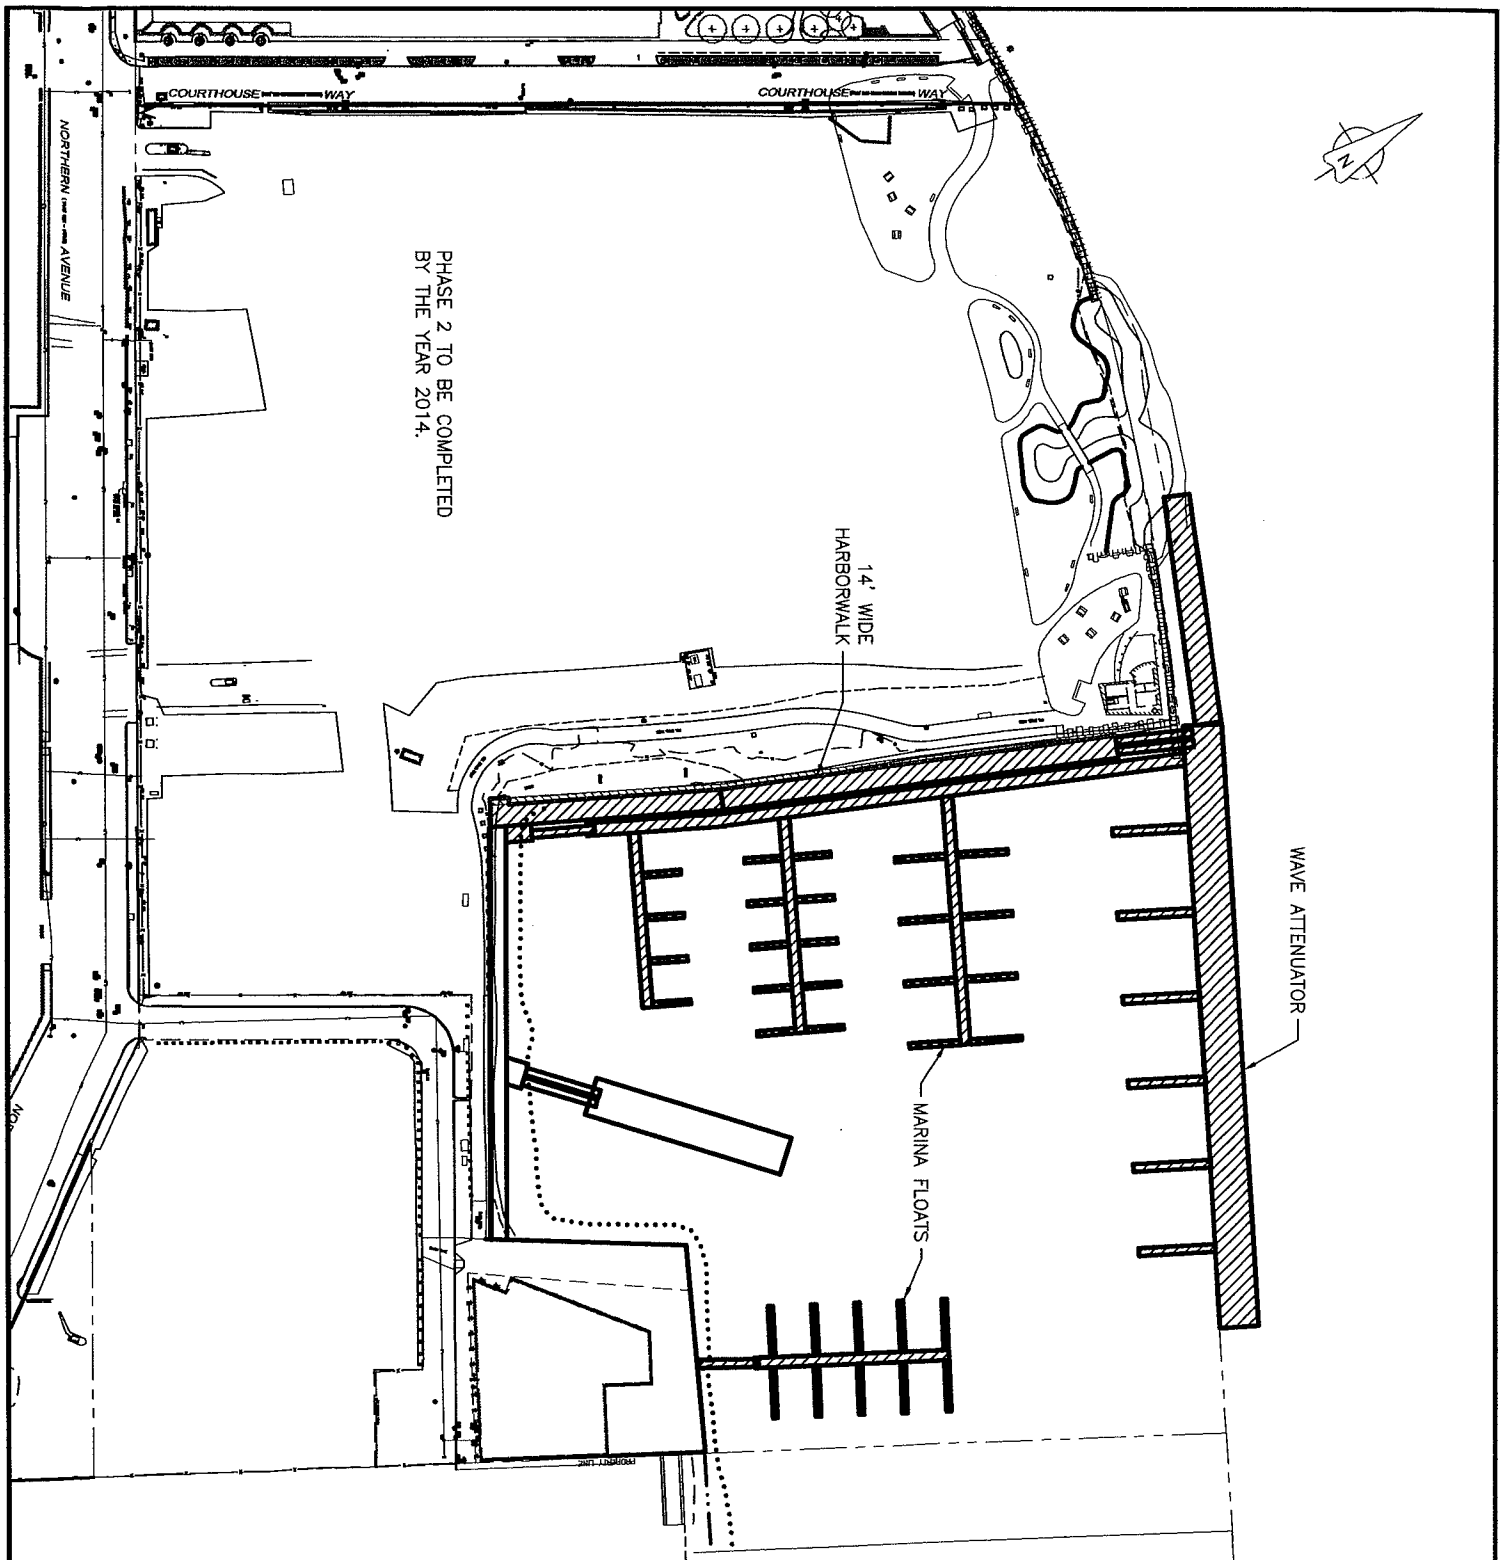 COURTHOUSE WAY
COURTHOUSE WAY
N
NORTHERN AVENUE
PHASE 2 TO BE COMPLETED
BY THE YEAR 2014.
14' WIDE
HARBORWALK
WAVE ATTENUATOR
MARINA FLOATS
PROPERTY LINE